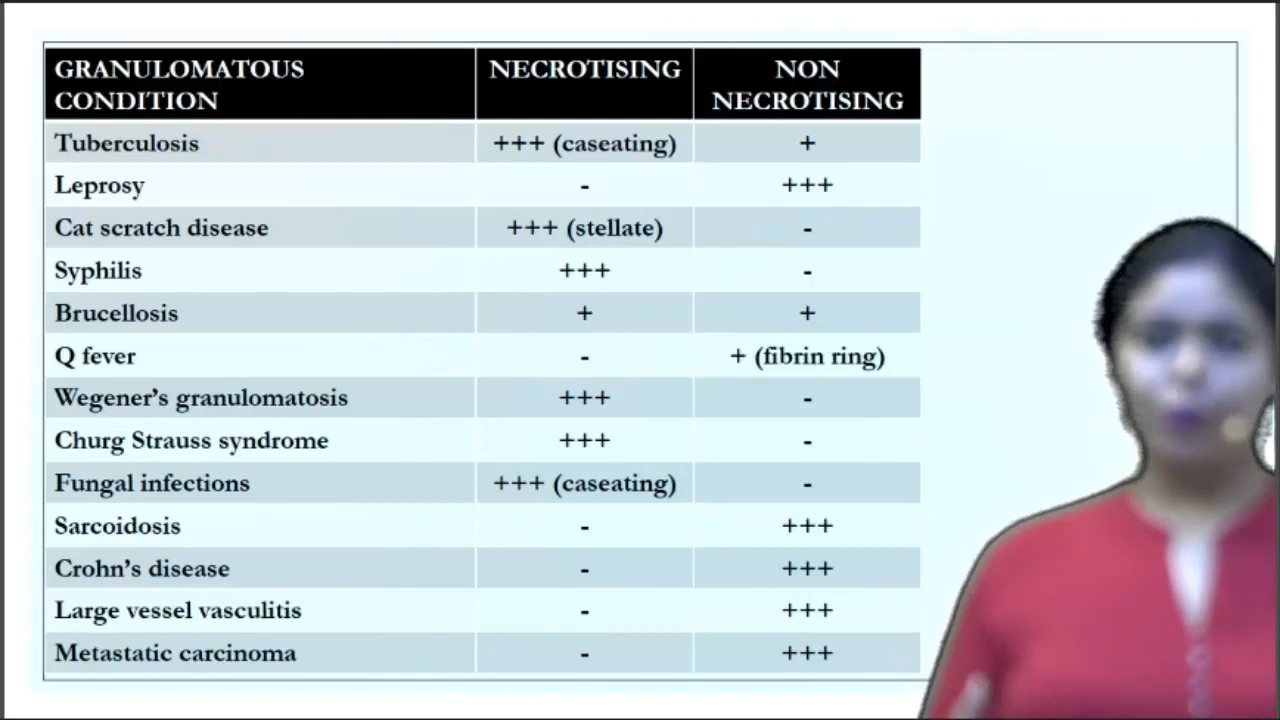 GRANULOMATOUS CONDITION NECROTISING NON NECROTISING
Tuberculosis +++ (caseating) +
Leprosy - +++
Cat scratch disease +++ (stellate) -
Syphilis +++ -
Brucellosis + +
Q fever - + (fibrin ring)
Wegener’s granulomatosis +++ -
Churg Strauss syndrome +++ -
Fungal infections +++ (caseating) -
Sarcoidosis - +++
Crohn’s disease - +++
Large vessel vasculitis - +++
Metastatic carcinoma - +++